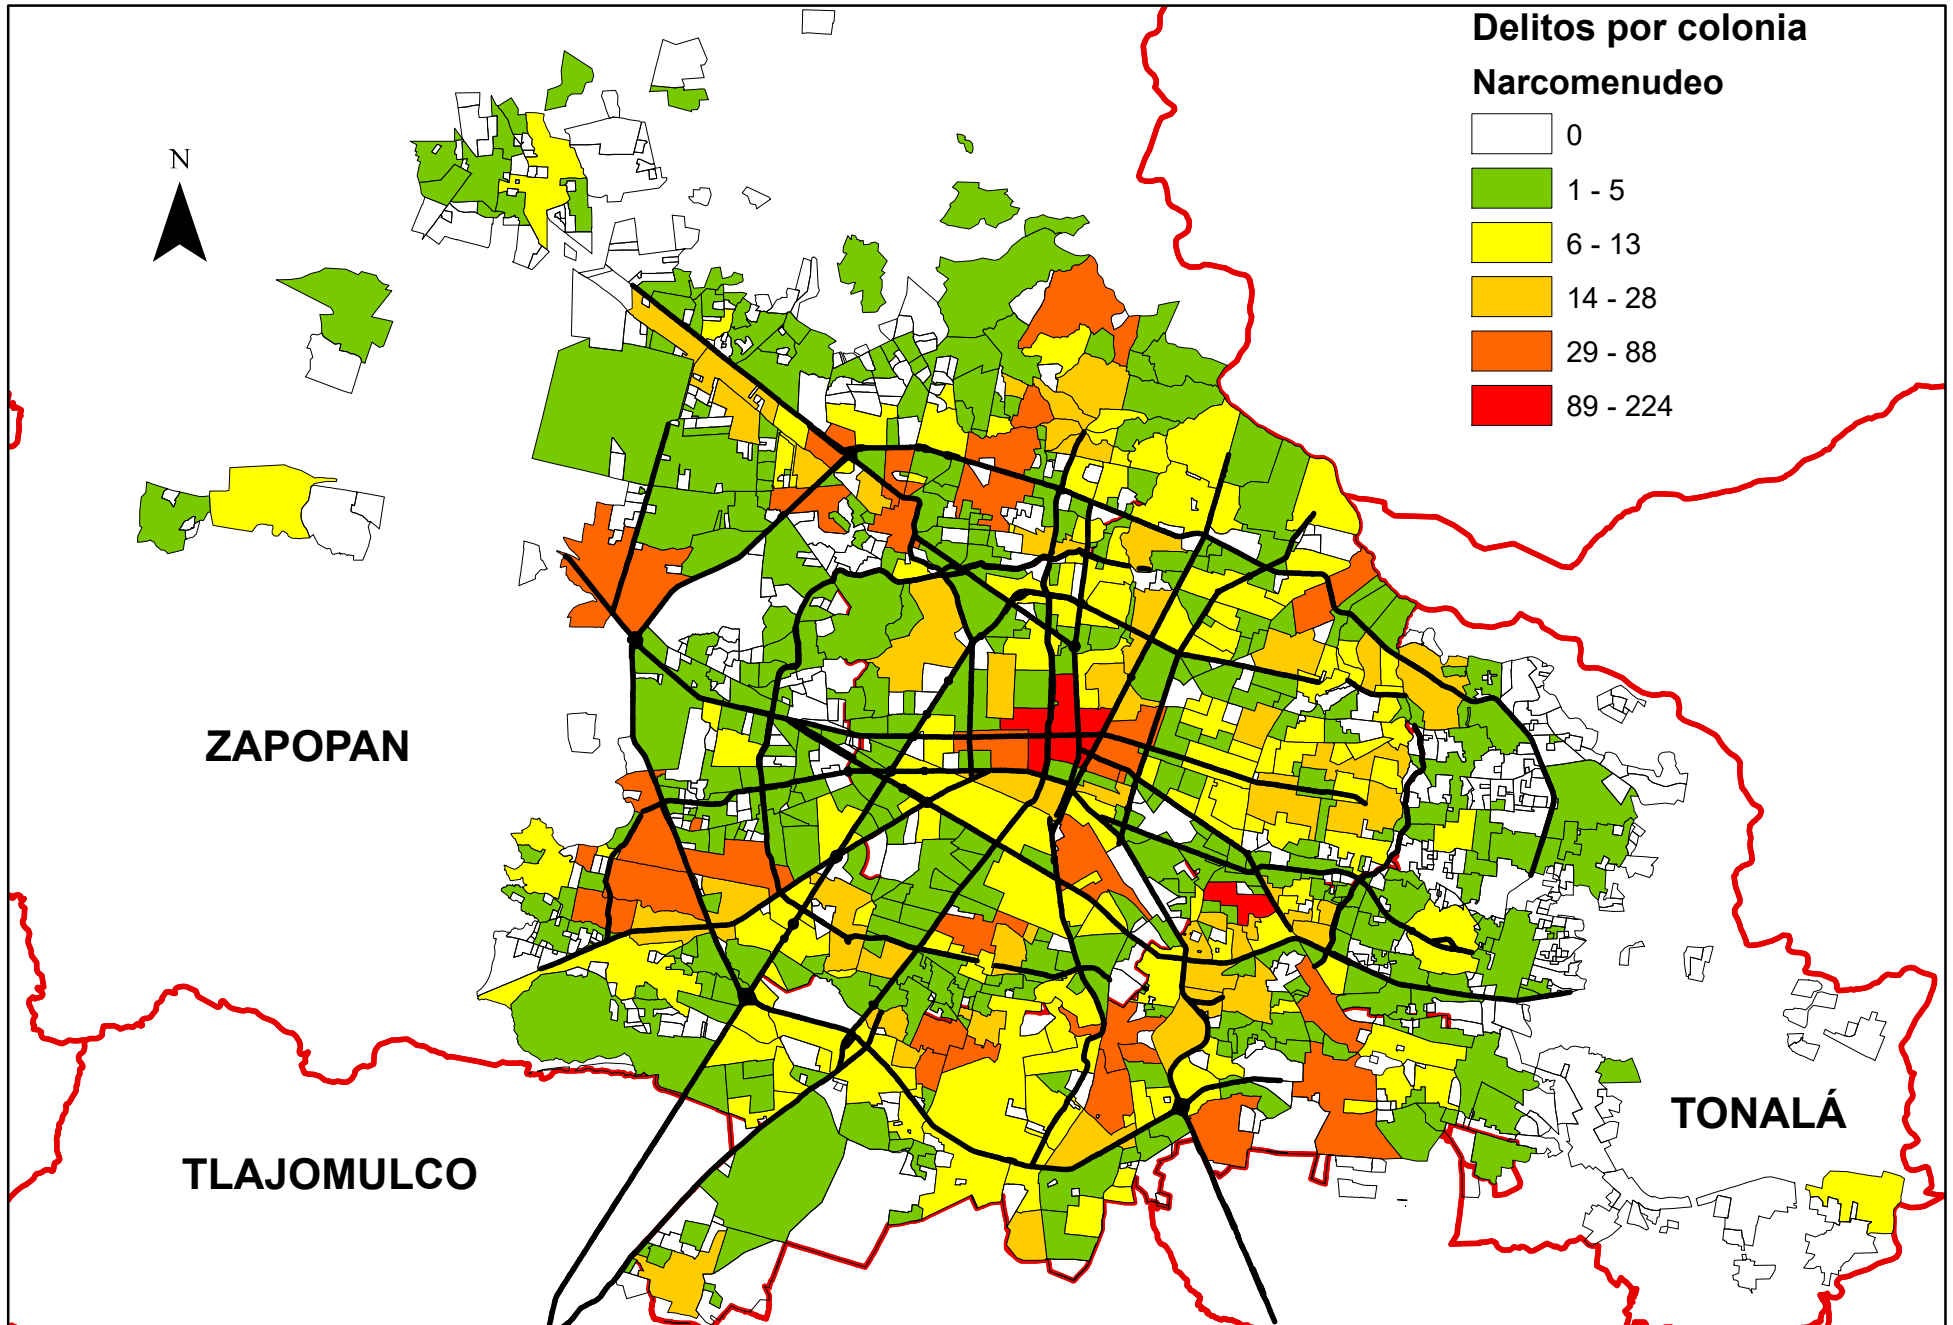 Delitos por colonia
Narcomenudeo
0
1 - 5
6 - 13
14 - 28
29 - 88
89 - 224
N
ZAPOPAN
TONALÁ
TLAJOMULCO